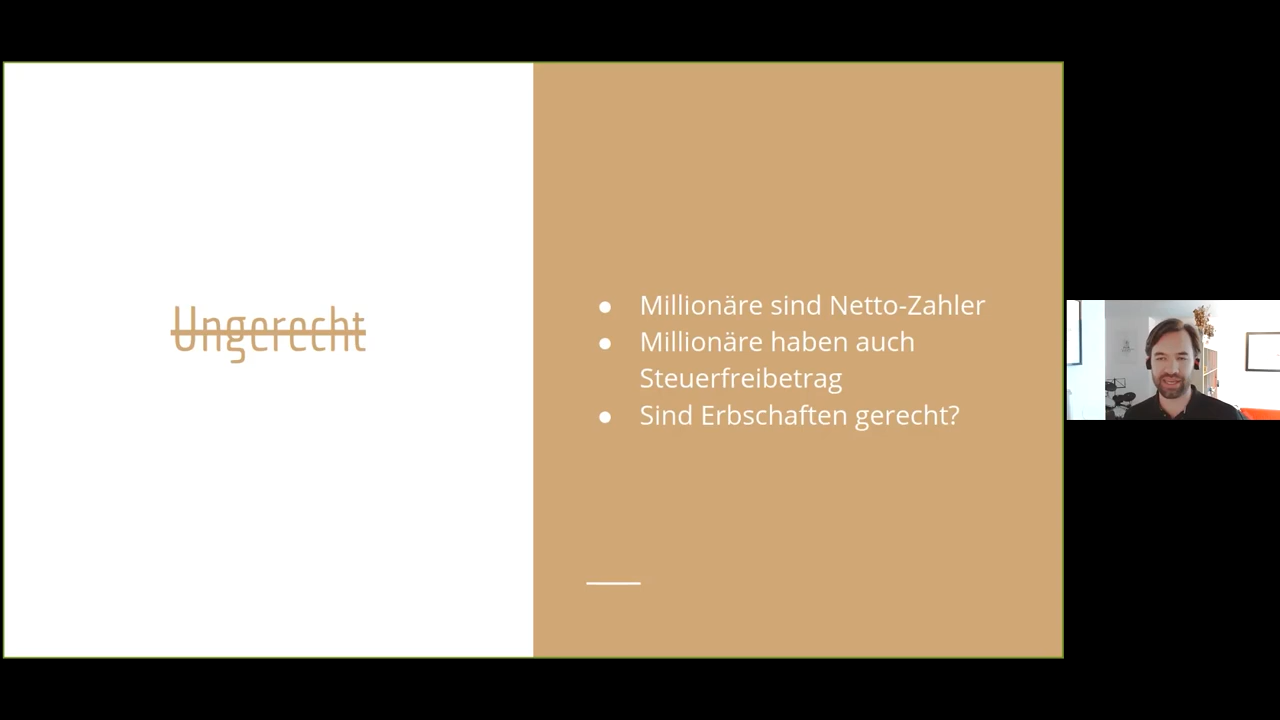 Ungerecht
● Millionäre sind Netto-Zahler
● Millionäre haben auch
Steuerfreibetrag
● Sind Erbschaften gerecht?